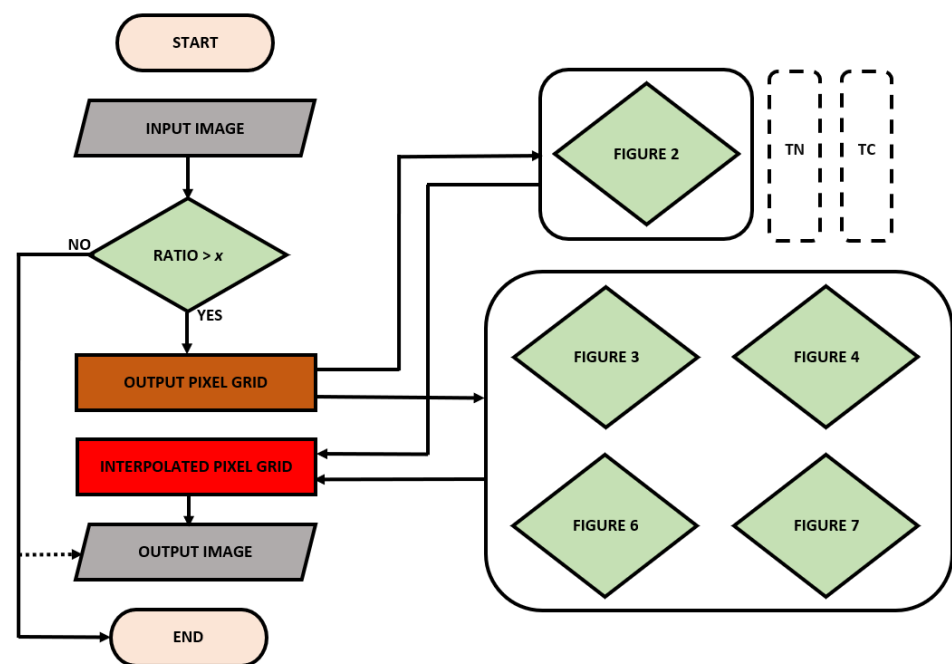 START
INPUT IMAGE
NO
RATIO > x
YES
OUTPUT PIXEL GRID
INTERPOLATED PIXEL GRID
OUTPUT IMAGE
END
FIGURE 2
TN
TC
FIGURE 3
FIGURE 4
FIGURE 6
FIGURE 7